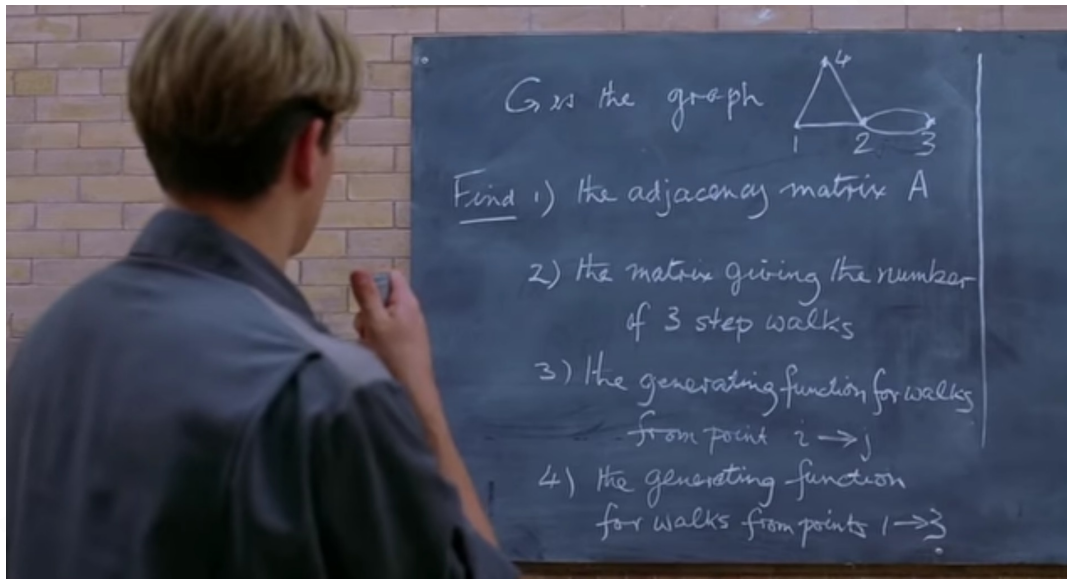 G is the graph
4
1 2 3
Find 1) the adjacency matrix A
2) the matrix giving the number
of 3 step walks
3) the generating function for walks
from point i → j
4) the generating function
for walks from points 1 → 3